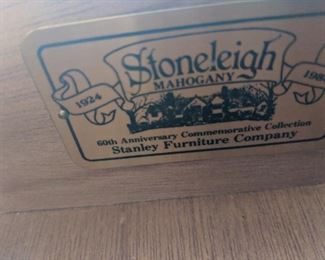 Stoneleigh
MAHOGANY
1924
60th Anniversary Commemorative Collection
Stanley Furniture Company